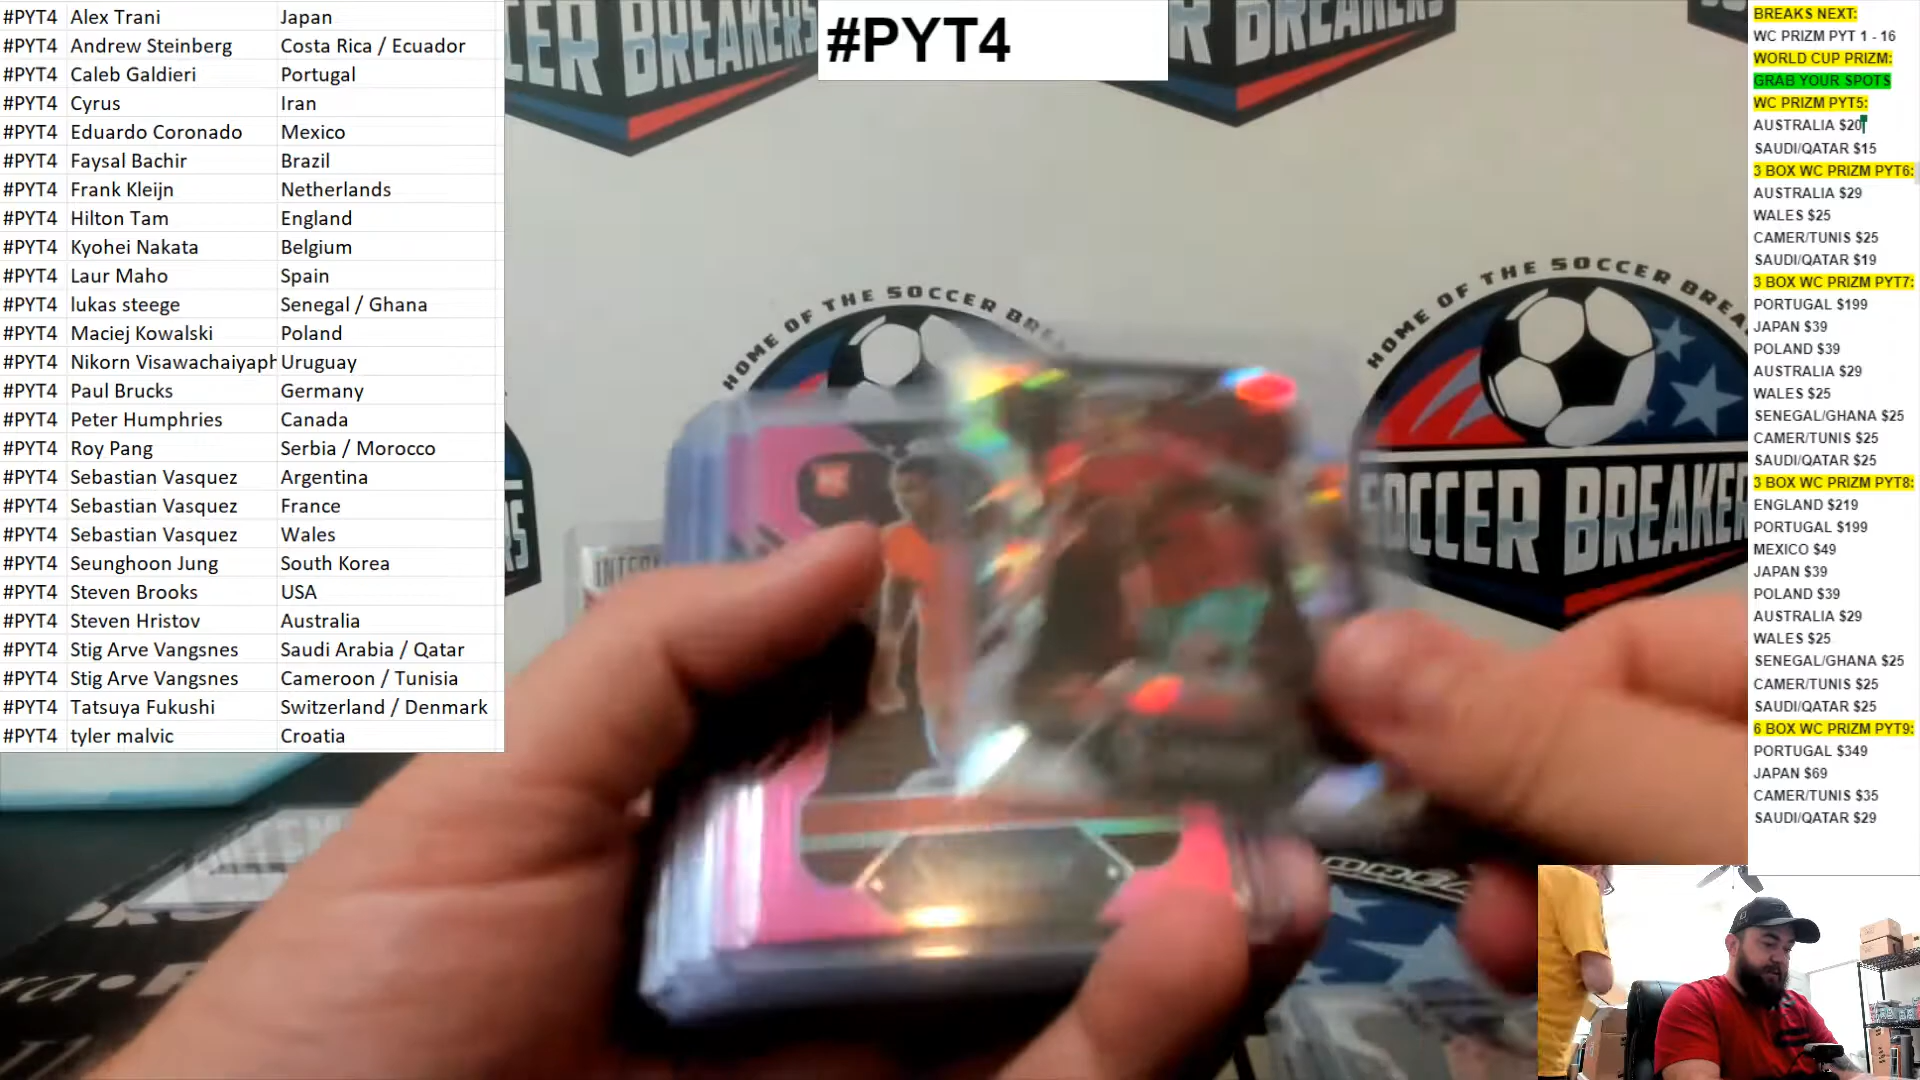 #PYT4 Alex Trani Japan
#PYT4 Andrew Steinberg Costa Rica / Ecuador
#PYT4 Caleb Galdieri Portugal
#PYT4 Cyrus Iran
#PYT4 Eduardo Coronado Mexico
#PYT4 Faysal Bachir Brazil
#PYT4 Frank Kleijn Netherlands
#PYT4 Hilton Tam England
#PYT4 Kyohei Nakata Belgium
#PYT4 Laur Maho Spain
#PYT4 lukas steege Senegal / Ghana
#PYT4 Maciej Kowalski Poland
#PYT4 Nikorn Visawachaiyaph Uruguay
#PYT4 Paul Brucks Germany
#PYT4 Peter Humphries Canada
#PYT4 Roy Pang Serbia / Morocco
#PYT4 Sebastian Vasquez Argentina
#PYT4 Sebastian Vasquez France
#PYT4 Sebastian Vasquez Wales
#PYT4 Seunghoon Jung South Korea
#PYT4 Steven Brooks USA
#PYT4 Steven Hristov Australia
#PYT4 Stig Arve Vangsnes Saudi Arabia / Qatar
#PYT4 Stig Arve Vangsnes Cameroon / Tunisia
#PYT4 Tatsuya Fukushi Switzerland / Denmark
#PYT4 tyler malvic Croatia
#PYT4
CER BREAKERS
R BREAKERS
HOME OF THE SOCCER BRE
HOME OF THE SOCCER BREA
SOCCER BREAKER
BREAKS NEXT:
WC PRIZM PYT 1 - 16
WORLD CUP PRIZM:
GRAB YOUR SPOTS
WC PRIZM PYT5:
AUSTRALIA $20
SAUDI/QATAR $15
3 BOX WC PRIZM PYT6:
AUSTRALIA $29
WALES $25
CAMER/TUNIS $25
SAUDI/QATAR $19
3 BOX WC PRIZM PYT7:
PORTUGAL $199
JAPAN $39
POLAND $39
AUSTRALIA $29
WALES $25
SENEGAL/GHANA $25
CAMER/TUNIS $25
SAUDI/QATAR $25
3 BOX WC PRIZM PYT8:
ENGLAND $219
PORTUGAL $199
MEXICO $49
JAPAN $39
POLAND $39
AUSTRALIA $29
WALES $25
SENEGAL/GHANA $25
CAMER/TUNIS $25
SAUDI/QATAR $25
6 BOX WC PRIZM PYT9:
PORTUGAL $349
JAPAN $69
CAMER/TUNIS $35
SAUDI/QATAR $29